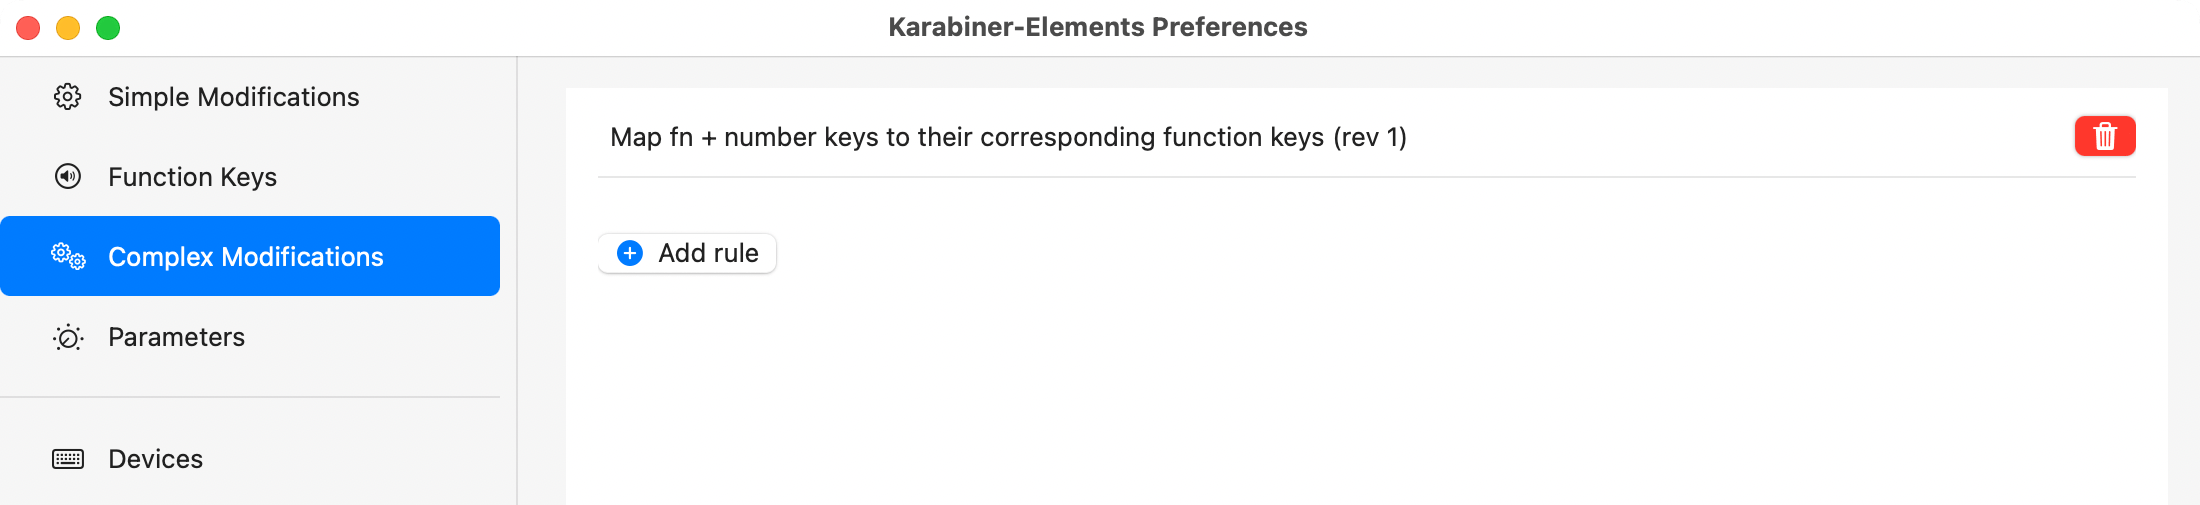 Karabiner-Elements Preferences
Simple Modifications
Function Keys
Complex Modifications
Parameters
Devices
Map fn + number keys to their corresponding function keys (rev 1)
Add rule